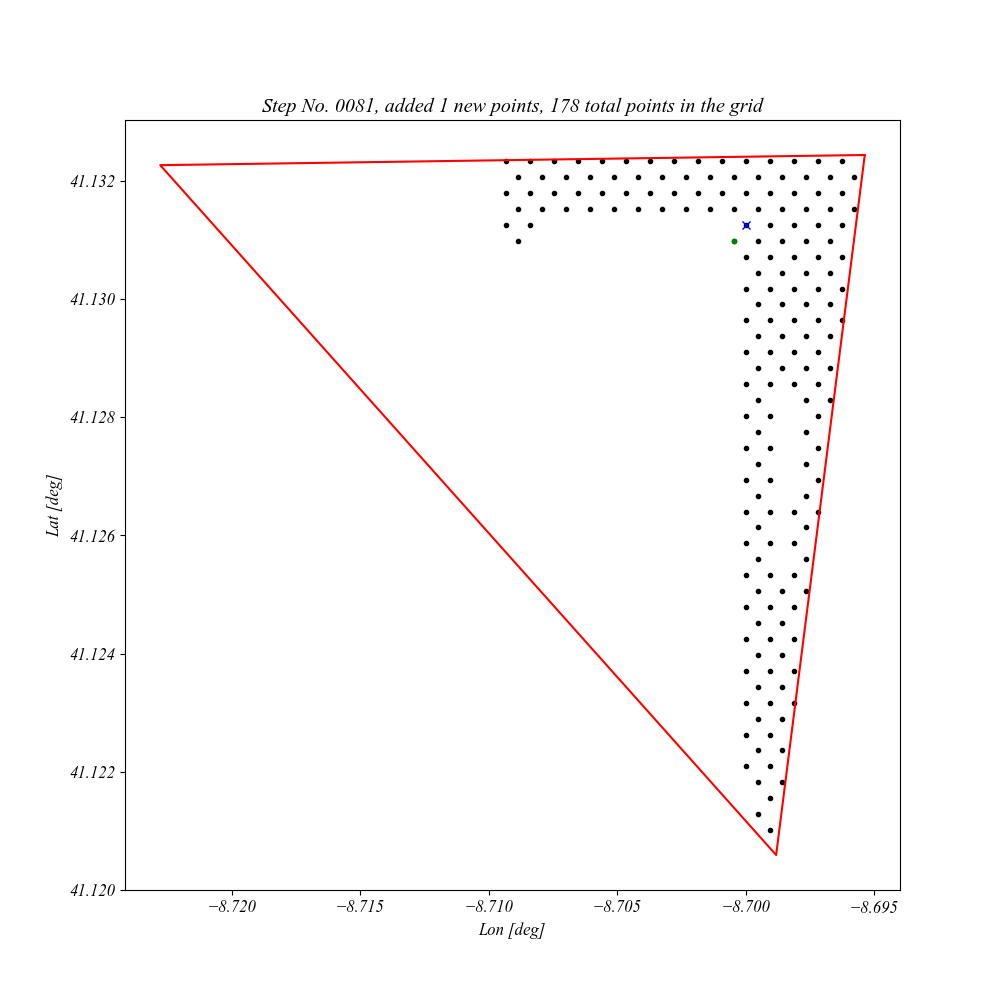 Step No. 0081, added 1 new points, 178 total points in the grid
41.132
41.130
41.128
41.126
41.124
41.122
41.120
Lat [deg]
−8.720 −8.715 −8.710 −8.705 −8.700 −8.695
Lon [deg]